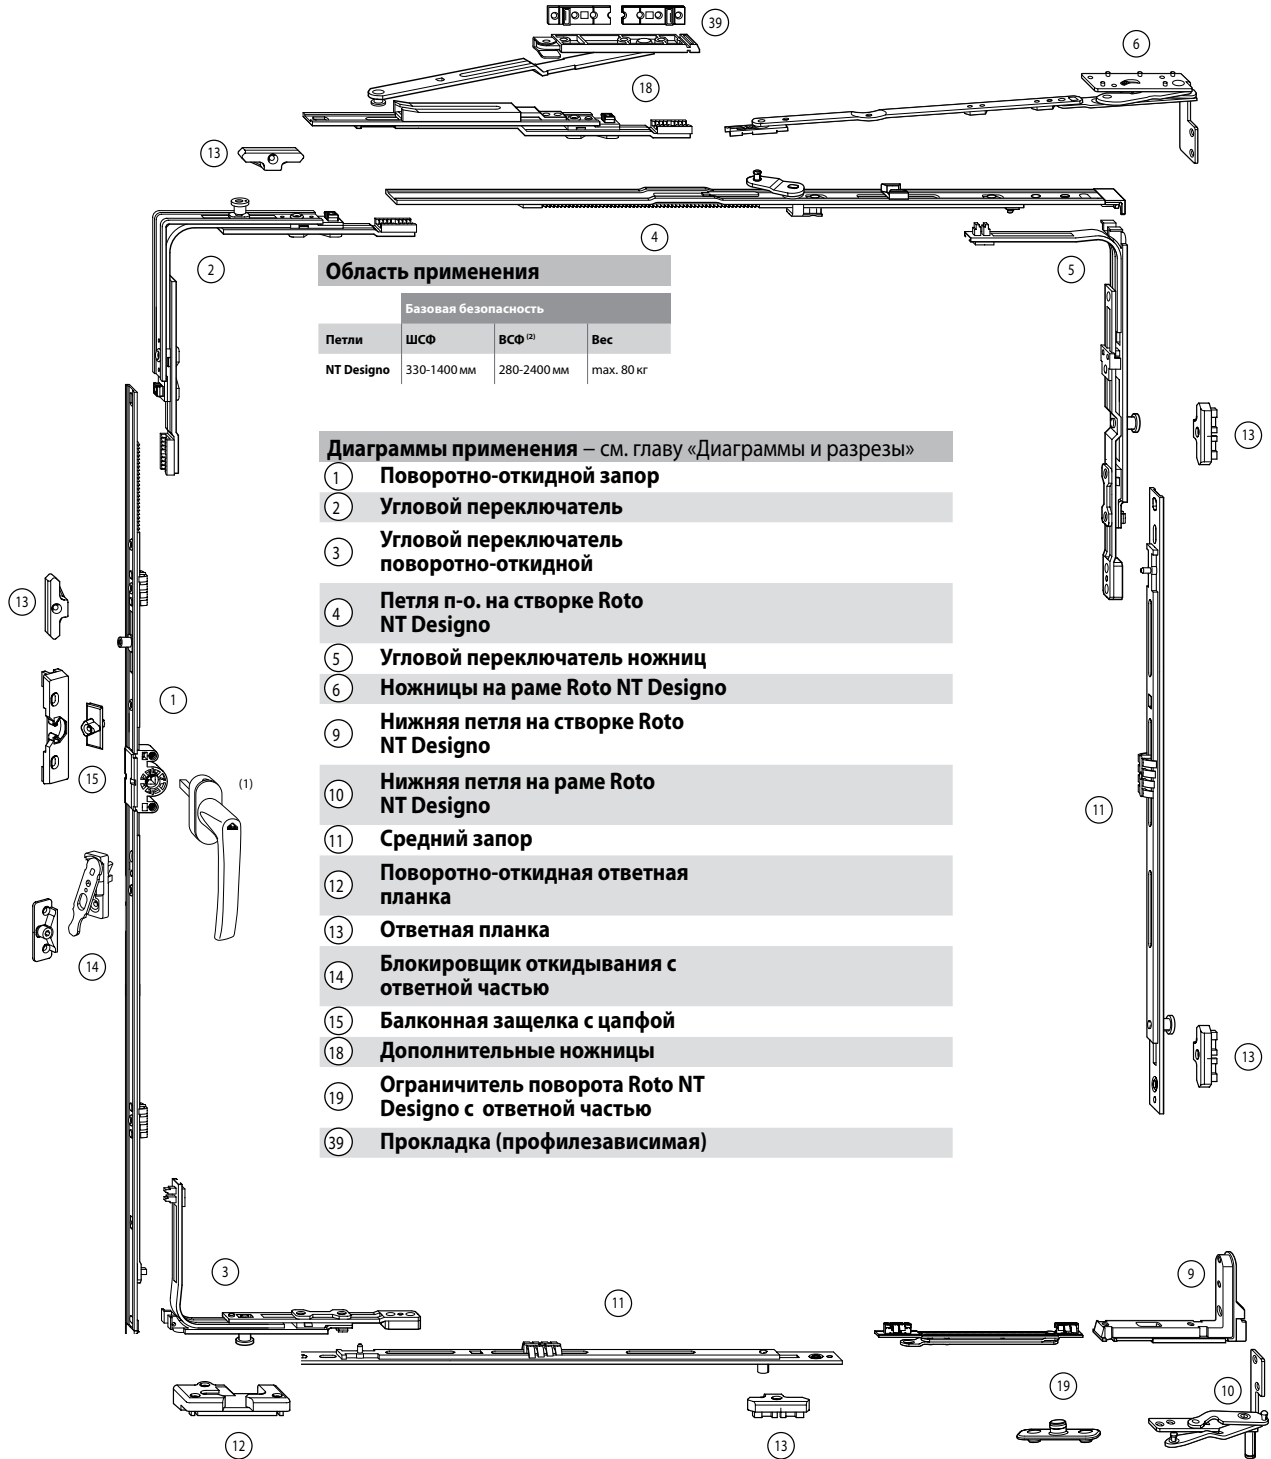 39
6
18
13
4
2
5
Область применения
Базовая безопасность
Петли ШСФ ВСФ (2) Вес
NT Designo 330-1400 мм 280-2400 мм max. 80 кг
13
Диаграммы применения – см. главу «Диаграммы и разрезы»
1 Поворотно-откидной запор
2 Угловой переключатель
3 Угловой переключатель
поворотно-откидной
4 Петля п-о. на створке Roto
NT Designo
5 Угловой переключатель ножниц
6 Ножницы на раме Roto NT Designo
9 Нижняя петля на створке Roto
NT Designo
10 Нижняя петля на раме Roto
NT Designo
11 Средний запор
12 Поворотно-откидная ответная
планка
13 Ответная планка
14 Блокировщик откидывания с
ответной частью
15 Балконная защелка с цапфой
18 Дополнительные ножницы
19 Ограничитель поворота Roto NT
Designo с ответной частью
39 Прокладка (профилезависимая)
13
1
15
(1)
11
14
13
3
11
9
19
10
12
13